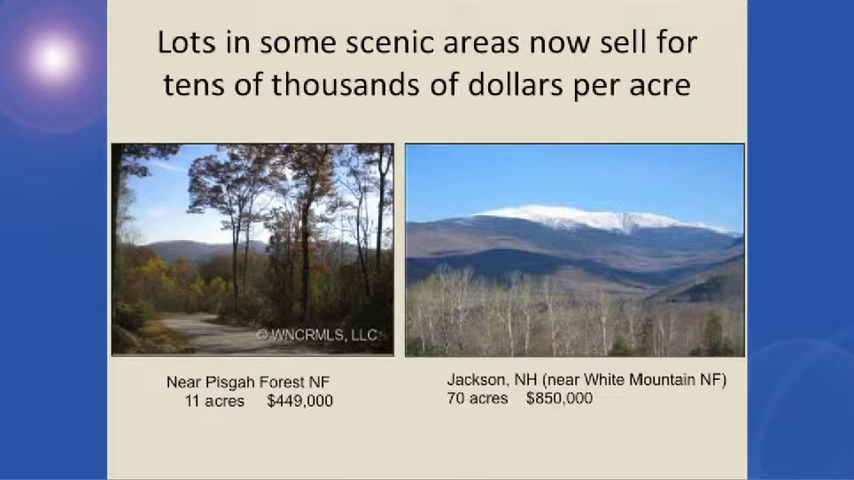 Lots in some scenic areas now sell for
tens of thousands of dollars per acre
© WNCRMLS, LLC
Near Pisgah Forest NF
11 acres $449,000
Jackson, NH (near White Mountain NF)
70 acres $850,000